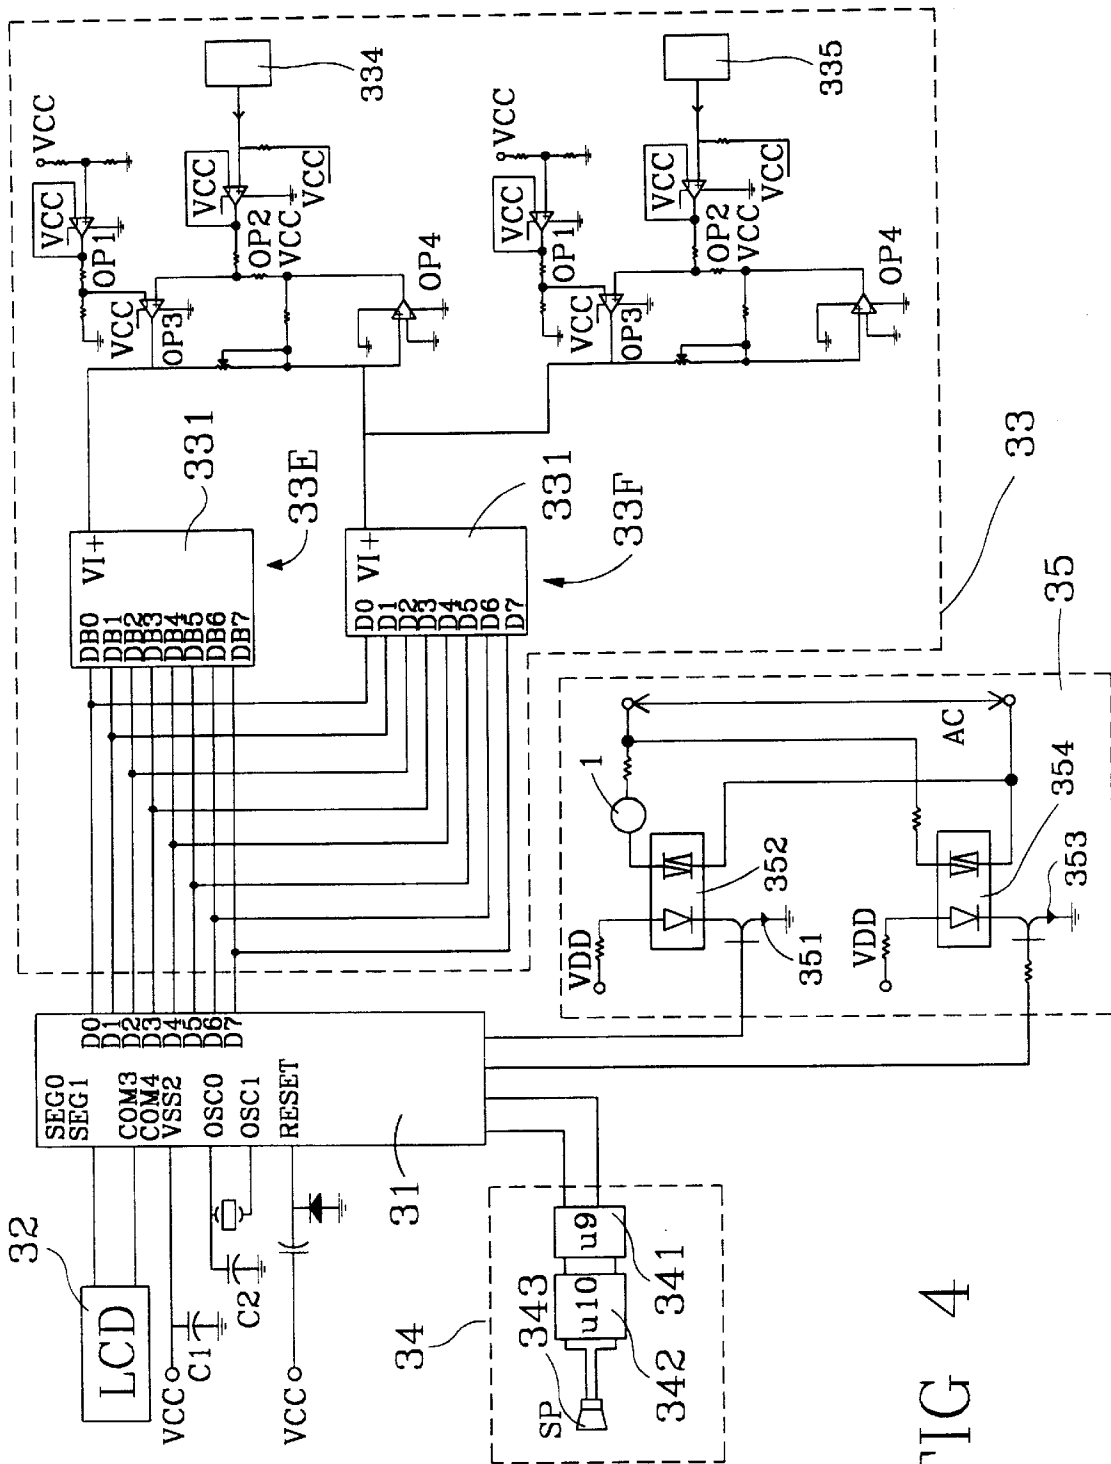 LCD
32
VCC
C1
C2
VCC
SEG0
SEG1
COM3
COM4
VSS2
OSC0
OSC1
RESET
D0
D1
D2
D3
D4
D5
D6
D7
31
DB0
DB1
DB2
DB3
DB4
DB5
DB6
DB7
VI+
331
33E
D0
D1
D2
D3
D4
D5
D6
D7
VI+
331
33F
VCC
VCC
OP1
VCC
OP3
VCC
OP2
VCC
VCC
OP4
334
VCC
VCC
OP1
VCC
OP3
VCC
OP2
VCC
VCC
OP4
335
33
34
SP
343
u10
342
u9
341
VDD
352
351
1
AC
VDD
354
353
35
FIG 4